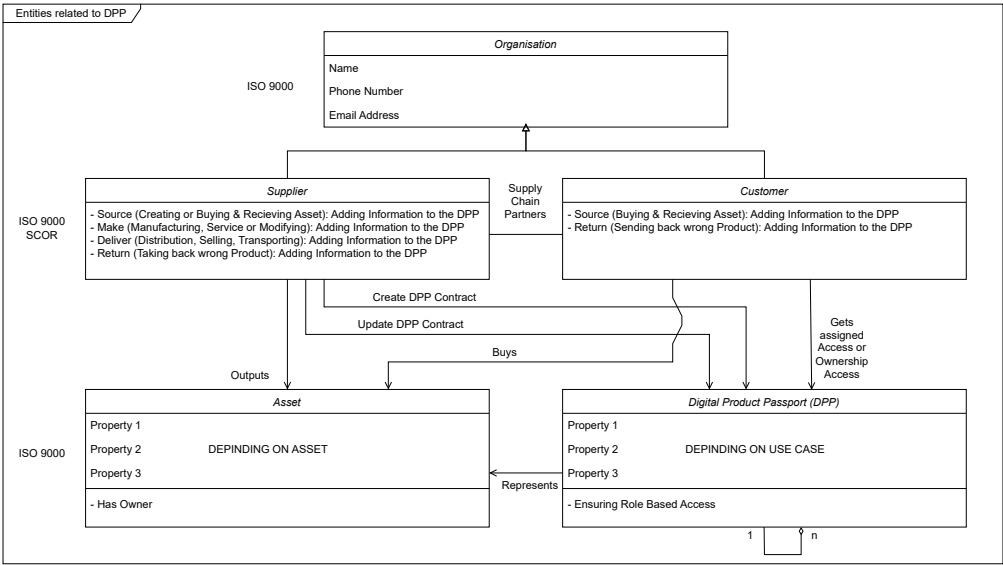 Entities related to DPP
Organisation
ISO 9000
Name
Phone Number
Email Address
ISO 9000
SCOR
Supplier
- Source (Creating or Buying & Recieving Asset): Adding Information to the DPP
- Make (Manufacturing, Service or Modifying): Adding Information to the DPP
- Deliver (Distribution, Selling, Transporting): Adding Information to the DPP
- Return (Taking back wrong Product): Adding Information to the DPP
Supply
Chain
Partners
Customer
- Source (Buying & Recieving Asset): Adding Information to the DPP
- Return (Sending back wrong Product): Adding Information to the DPP
Create DPP Contract
Update DPP Contract
Buys
Outputs
Gets
assigned
Access or
Ownership
Access
ISO 9000
Asset
Property 1
Property 2 DEPINDING ON ASSET
Property 3
- Has Owner
Represents
Digital Product Passport (DPP)
Property 1
Property 2 DEPINDING ON USE CASE
Property 3
- Ensuring Role Based Access
1 n